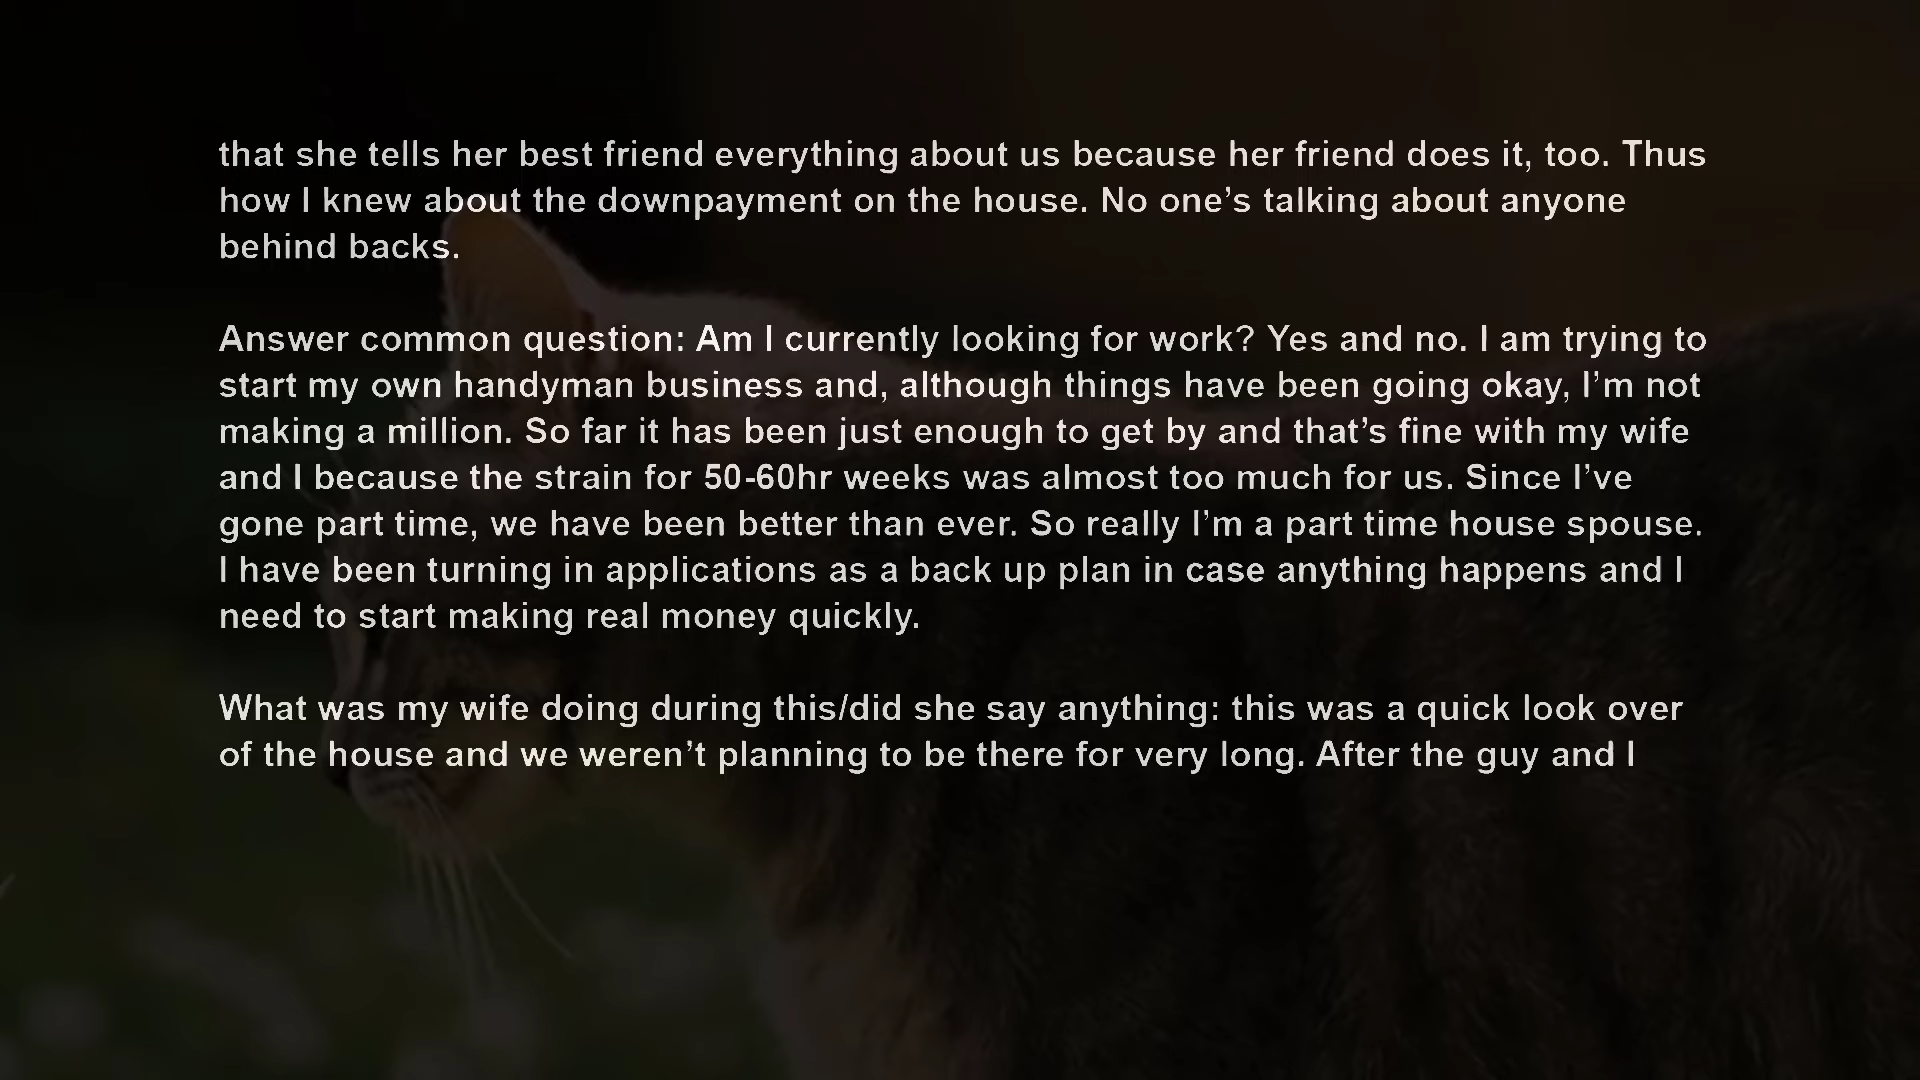 that she tells her best friend everything about us because her friend does it, too. Thus
how I knew about the downpayment on the house. No one’s talking about anyone
behind backs.
Answer common question: Am I currently looking for work? Yes and no. I am trying to
start my own handyman business and, although things have been going okay, I’m not
making a million. So far it has been just enough to get by and that’s fine with my wife
and I because the strain for 50-60hr weeks was almost too much for us. Since I’ve
gone part time, we have been better than ever. So really I’m a part time house spouse.
I have been turning in applications as a back up plan in case anything happens and I
need to start making real money quickly.
What was my wife doing during this/did she say anything: this was a quick look over
of the house and we weren’t planning to be there for very long. After the guy and I